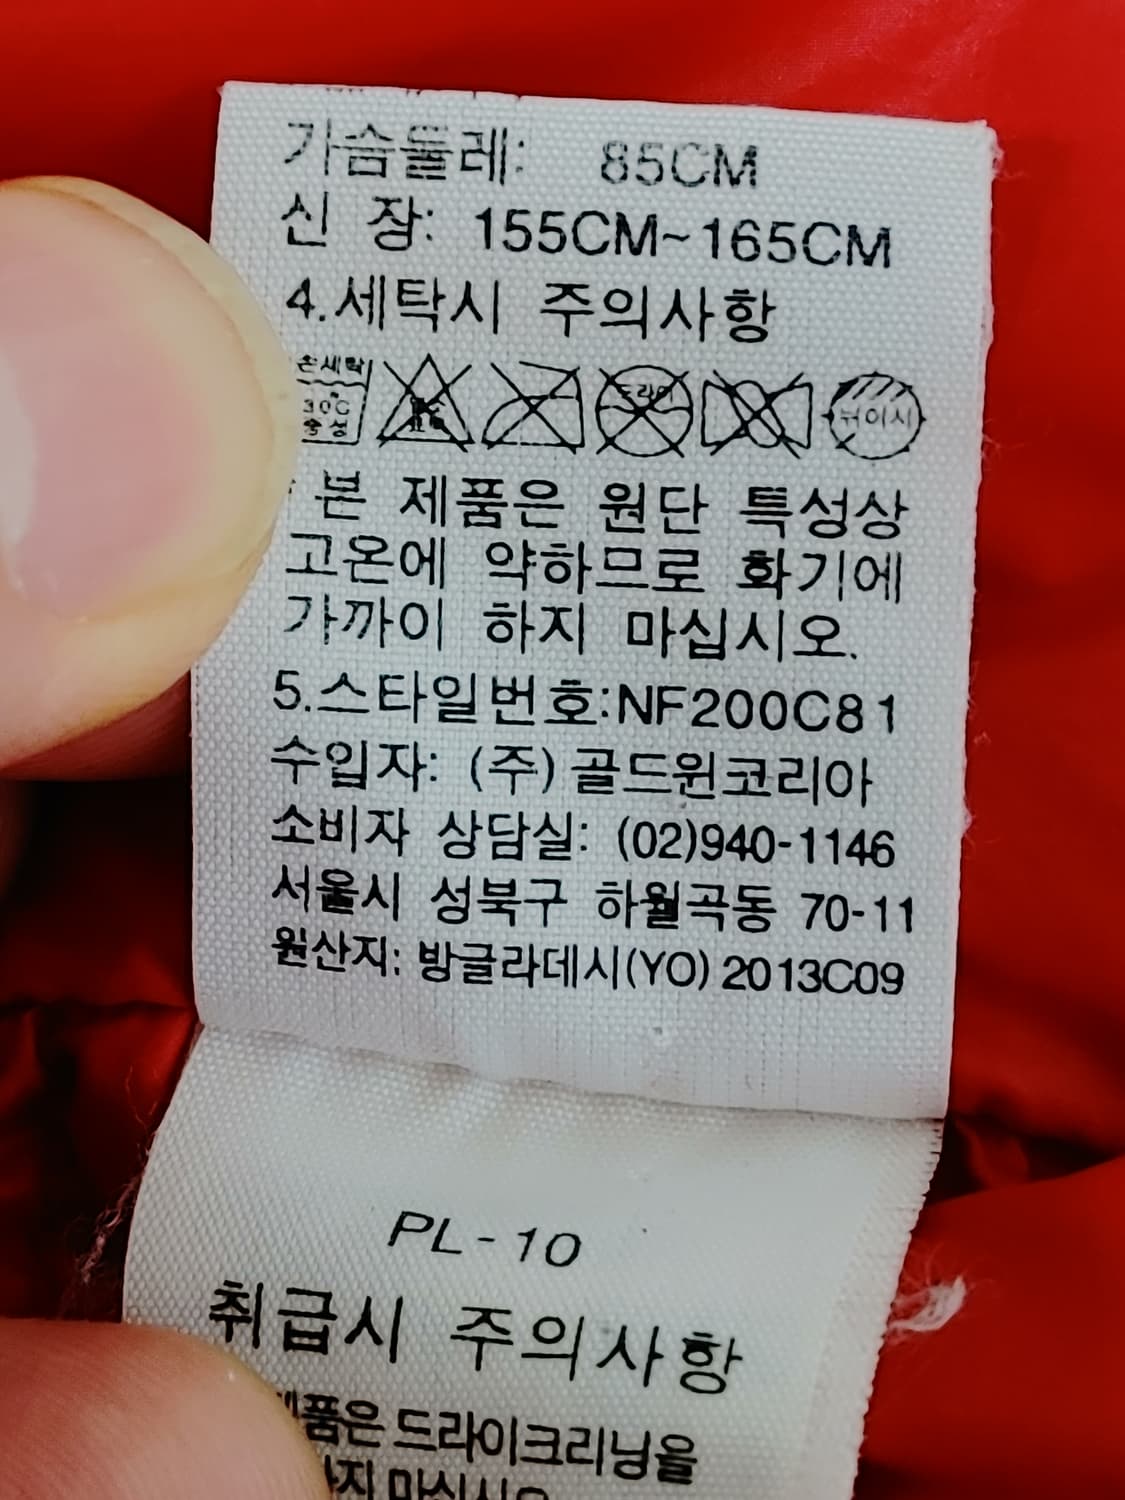 가슴둘레: 85CM
신 장: 155CM~165CM
4.세탁시 주의사항
손세탁 30℃ 중성 드라이 뉘이시
본 제품은 원단 특성상
고온에 약하므로 화기에
가까이 하지 마십시오.
5.스타일번호:NF200C81
수입자: (주)골드윈코리아
소비자 상담실: (02)940-1146
서울시 성북구 하월곡동 70-11
원산지: 방글라데시(YO) 2013C09
PL-10
취급시 주의사항
제품은 드라이크리닝을
마십시오